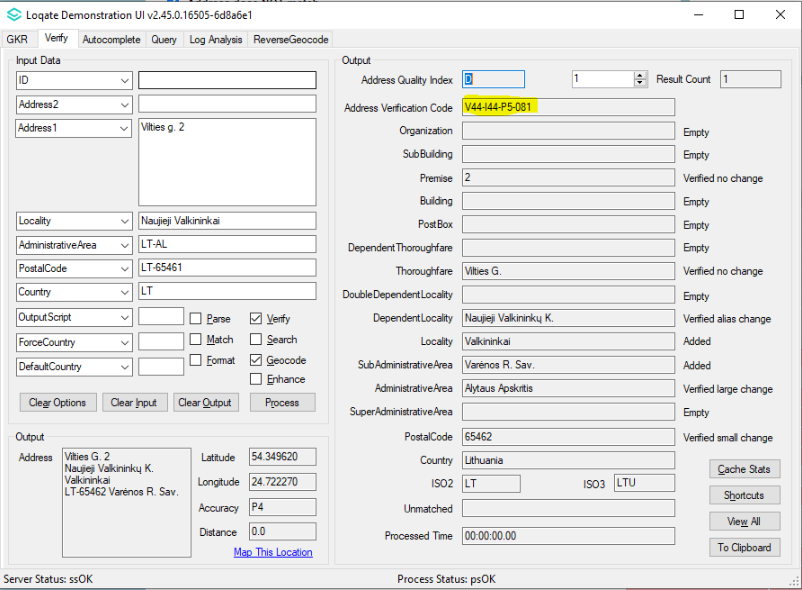 Loqate Demonstration UI v2.45.0.16505-6d8a6e1
GKR Verify Autocomplete Query Log Analysis ReverseGeocode
Input Data
ID
Address2
Address1 Vilties g. 2
Locality Naujieji Valkininkai
AdministrativeArea LT-AL
PostalCode LT-65461
Country LT
OutputScript Parse Verify
ForceCountry Match Search
DefaultCountry Format Geocode
Enhance
Clear Options Clear Input Clear Output Process
Output
Address Vilties G. 2
Naujieji Valkininkų K.
Valkininkai
LT-65462 Varėnos R. Sav.
Latitude 54.349620
Longitude 24.722270
Accuracy P4
Distance 0.0
Map This Location
Output
Address Quality Index D 1 Result Count 1
Address Verification Code V44-I44-P5-081
Organization Empty
SubBuilding Empty
Premise 2 Verified no change
Building Empty
PostBox Empty
DependentThoroughfare Empty
Thoroughfare Vilties G. Verified no change
DoubleDependentLocality Empty
DependentLocality Naujieji Valkininkų K. Verified alias change
Locality Valkininkai Added
SubAdministrativeArea Varėnos R. Sav. Added
AdministrativeArea Alytaus Apskritis Verified large change
SuperAdministrativeArea Empty
PostalCode 65462 Verified small change
Country Lithuania
ISO2 LT ISO3 LTU
Unmatched
Processed Time 00:00:00.00
Cache Stats
Shortcuts
View All
To Clipboard
Server Status: ssOK Process Status: psOK